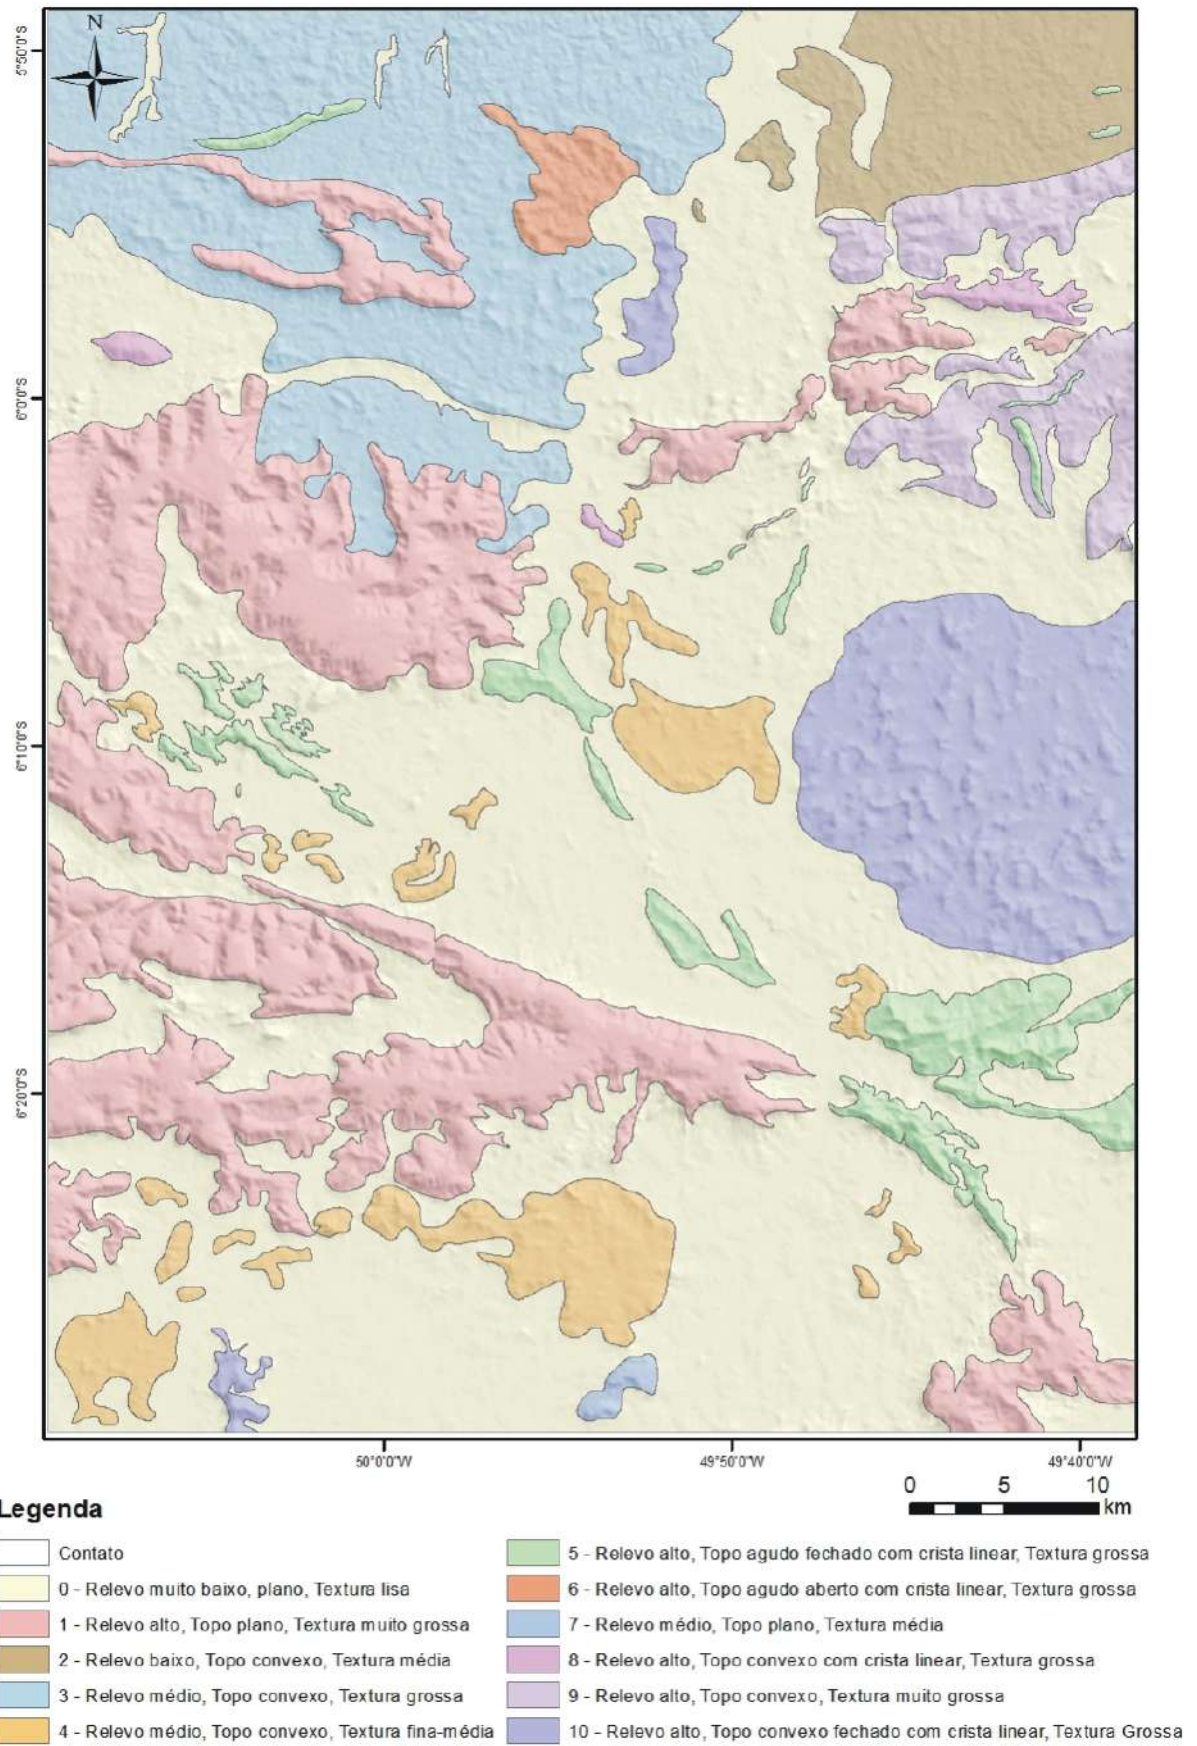 N
5°50'0"S
6°0'0"S
6°10'0"S
6°20'0"S
50°0'0"W
49°50'0"W
49°40'0"W
0 5 10
km
Legenda
Contato
0 - Relevo muito baixo, plano, Textura lisa
1 - Relevo alto, Topo plano, Textura muito grossa
2 - Relevo baixo, Topo convexo, Textura média
3 - Relevo médio, Topo convexo, Textura grossa
4 - Relevo médio, Topo convexo, Textura fina-média
5 - Relevo alto, Topo agudo fechado com crista linear, Textura grossa
6 - Relevo alto, Topo agudo aberto com crista linear, Textura grossa
7 - Relevo médio, Topo plano, Textura média
8 - Relevo alto, Topo convexo com crista linear, Textura grossa
9 - Relevo alto, Topo convexo, Textura muito grossa
10 - Relevo alto, Topo convexo fechado com crista linear, Textura Grossa